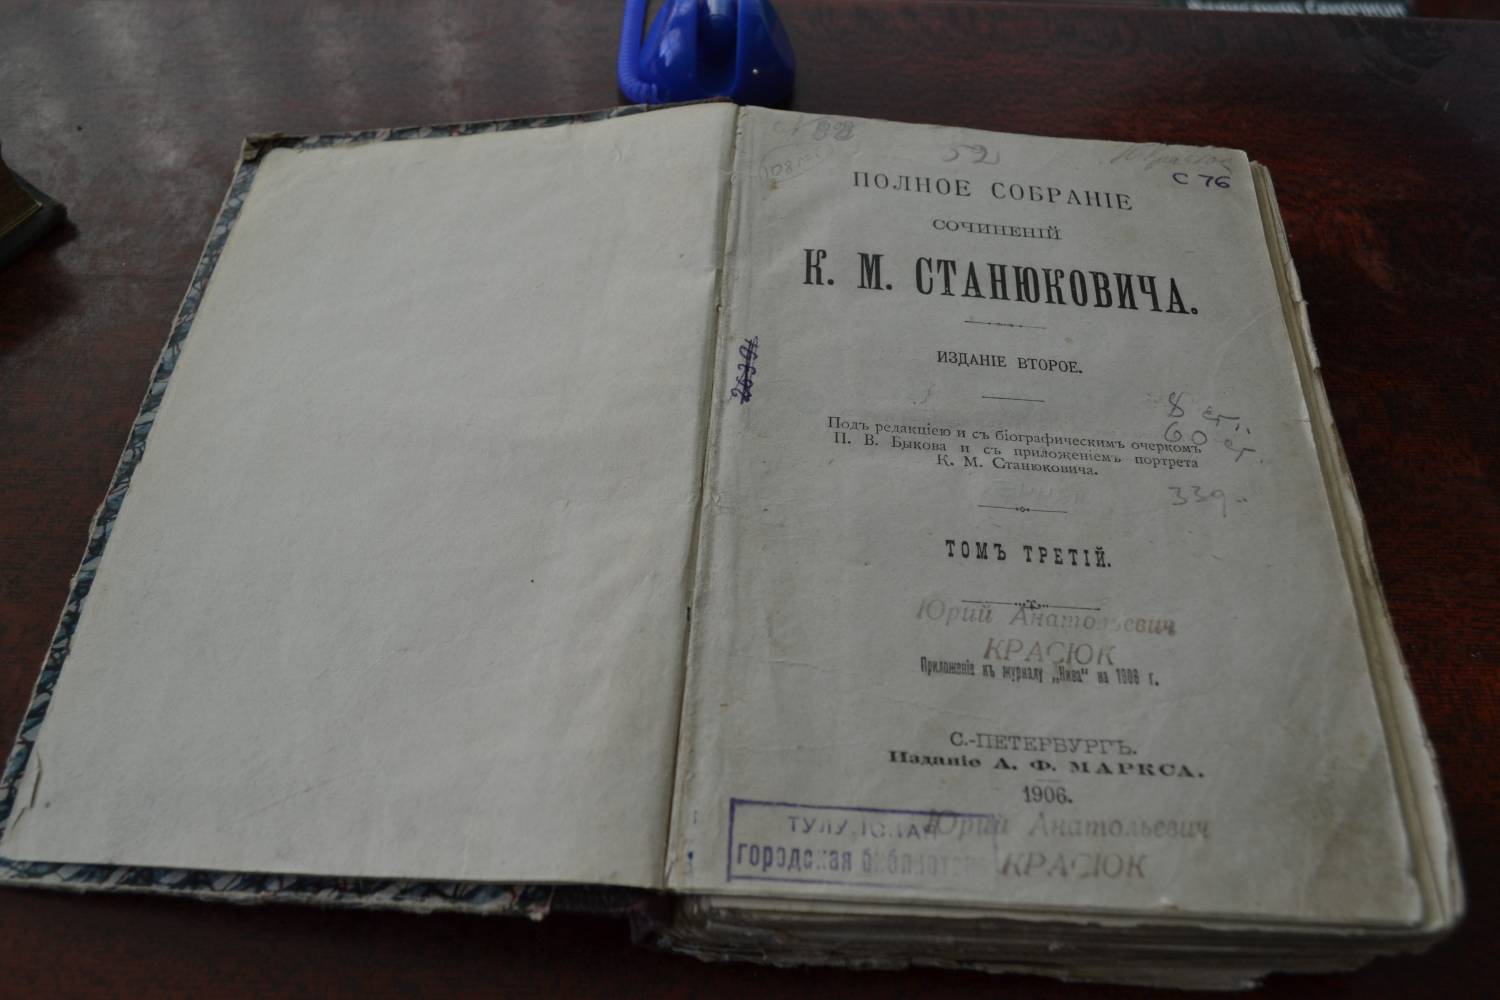 52
С 76
ПОЛНОЕ СОБРАНІЕ
СОЧИНЕНІЙ
К. М. СТАНЮКОВИЧА.
ИЗДАНІЕ ВТОРОЕ.
8
60
Подъ редакціею и съ біографическимъ очеркомъ
П. В. Быкова и съ приложеніемъ портрета
К. М. Станюковича.
339
ТОМЪ ТРЕТІЙ.
Юрий Анатольевич
КРАСЮК
Приложеніе къ журналу „Нива“ на 1906 г.
С.-ПЕТЕРБУРГЪ.
Изданіе А. Ф. МАРКСА.
1906.
Юрий Анатольевич
КРАСЮК
городская библиотека